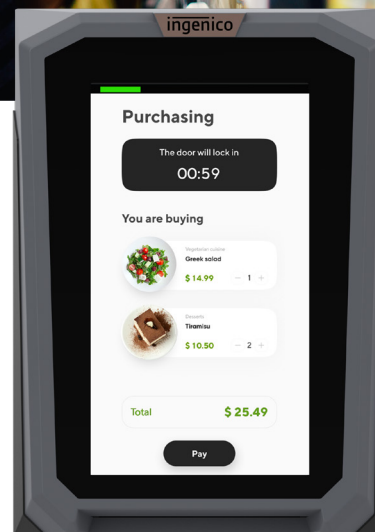 ingenico
Purchasing
The door will lock in
00:59
You are buying
Vegetarian cuisine
Greek salad
$ 14.99 − 1 +
Desserts
Tiramisu
$ 10.50 − 2 +
Total $ 25.49
Pay